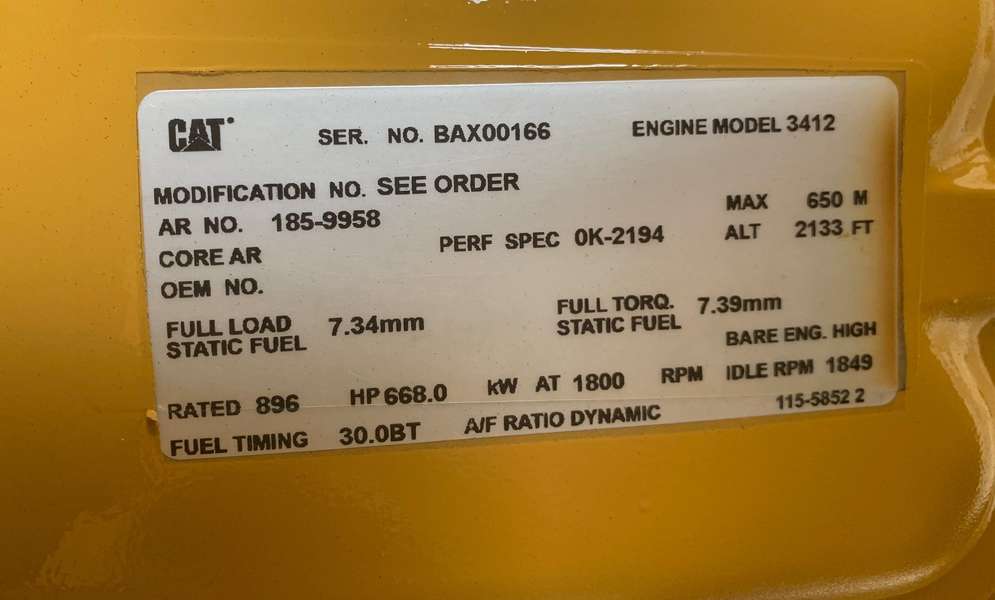 CAT SER. NO. BAX00166 ENGINE MODEL 3412
MODIFICATION NO. SEE ORDER
AR NO. 185-9958 MAX 650 M
CORE AR PERF SPEC 0K-2194 ALT 2133 FT
OEM NO.
FULL LOAD 7.34mm FULL TORQ. 7.39mm
STATIC FUEL STATIC FUEL
BARE ENG. HIGH
RATED 896 HP 668.0 kW AT 1800 RPM IDLE RPM 1849
FUEL TIMING 30.0BT A/F RATIO DYNAMIC 115-5852 2